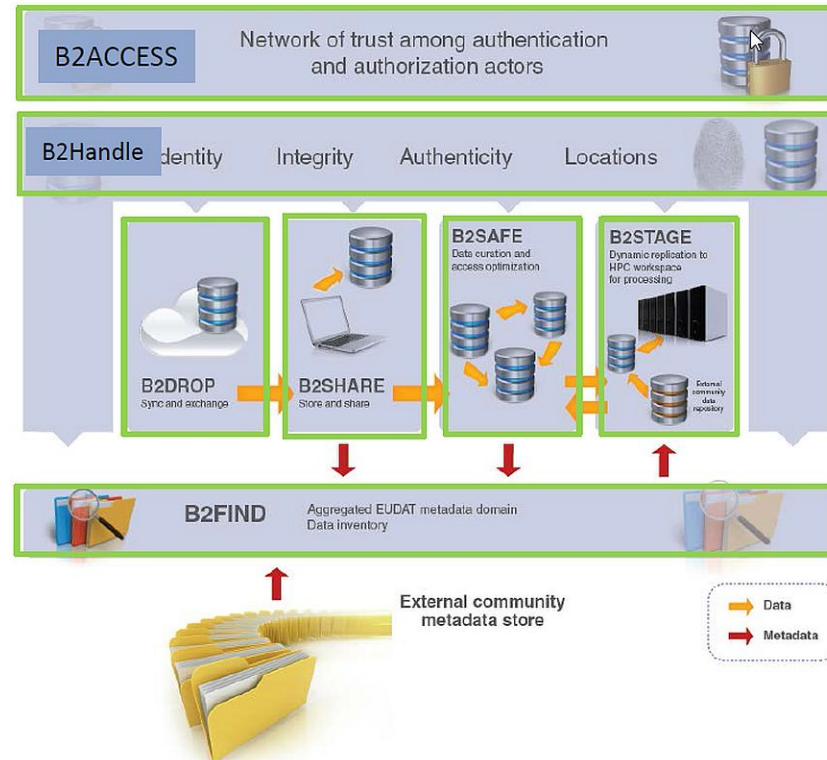 B2ACCESS
Network of trust among authentication
and authorization actors
B2Handle
dentity
Integrity
Authenticity
Locations
B2DROP
Sync and exchange
B2SHARE
Store and share
B2SAFE
Data curation and
access optimization
B2STAGE
Dynamic replication to
HPC workspace
for processing
External
community
data
repository
B2FIND
Aggregated EUDAT metadata domain
Data inventory
External community
metadata store
Data
Metadata